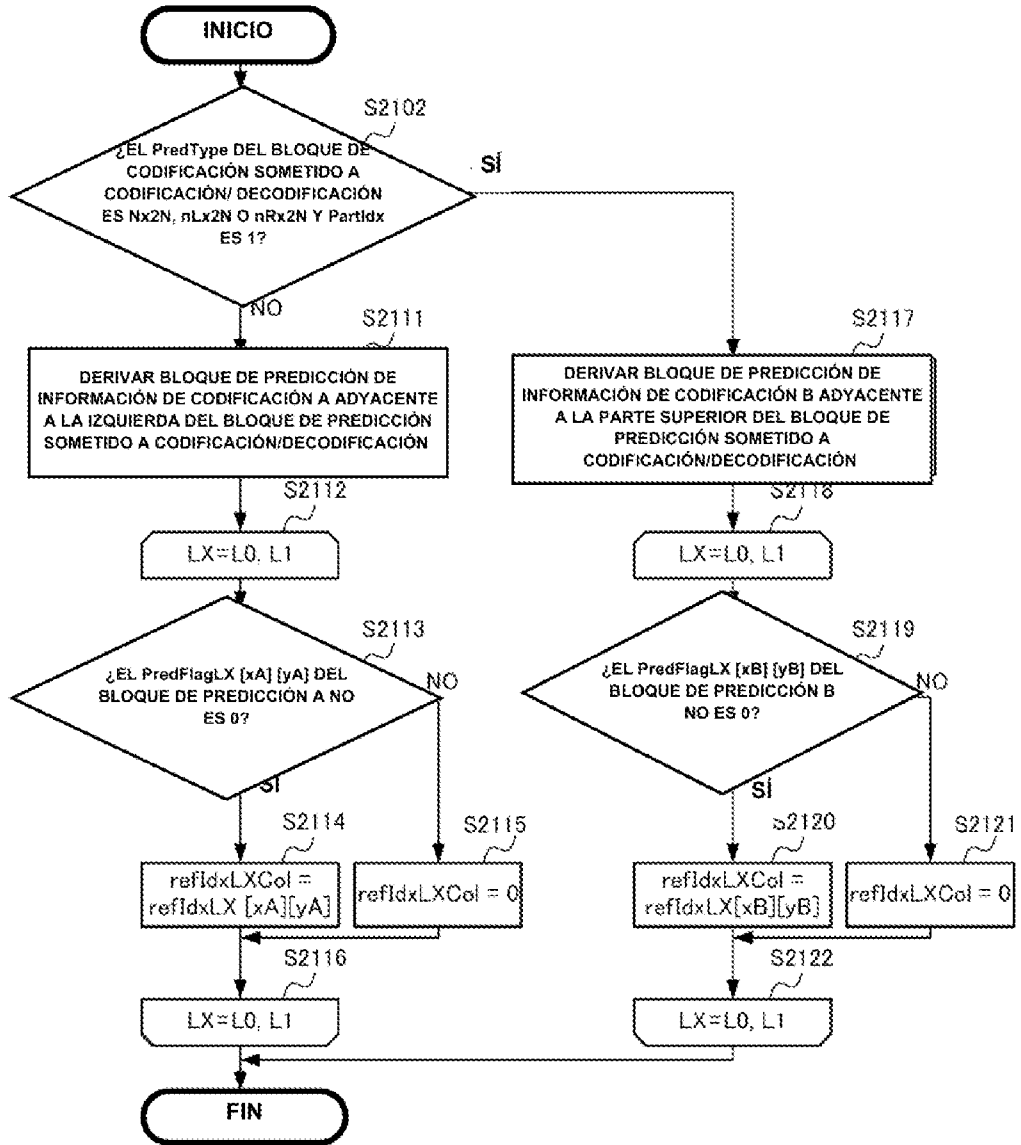 INICIO
S2102
¿EL PredType DEL BLOQUE DE
CODIFICACIÓN SOMETIDO A
CODIFICACIÓN/ DECODIFICACIÓN
ES Nx2N, nLx2N O nRx2N Y PartIdx
ES 1?
SÍ
NO
S2111
DERIVAR BLOQUE DE PREDICCIÓN DE
INFORMACIÓN DE CODIFICACIÓN A ADYACENTE
A LA IZQUIERDA DEL BLOQUE DE PREDICCIÓN
SOMETIDO A CODIFICACIÓN/DECODIFICACIÓN
S2112
LX=L0, L1
S2113
¿EL PredFlagLX [xA] [yA] DEL
BLOQUE DE PREDICCIÓN A NO
ES 0?
NO
SÍ
S2114
refIdxLXCol =
refIdxLX [xA][yA]
S2115
refIdxLXCol = 0
S2116
LX=L0, L1
S2117
DERIVAR BLOQUE DE PREDICCIÓN DE
INFORMACIÓN DE CODIFICACIÓN B ADYACENTE
A LA PARTE SUPERIOR DEL BLOQUE DE
PREDICCIÓN SOMETIDO A
CODIFICACIÓN/DECODIFICACIÓN
S2118
LX=L0, L1
S2119
¿EL PredFlagLX [xB] [yB] DEL
BLOQUE DE PREDICCIÓN B
NO ES 0?
NO
SÍ
S2120
refIdxLXCol =
refIdxLX[xB][yB]
S2121
refIdxLXCol = 0
S2122
LX=L0, L1
FIN